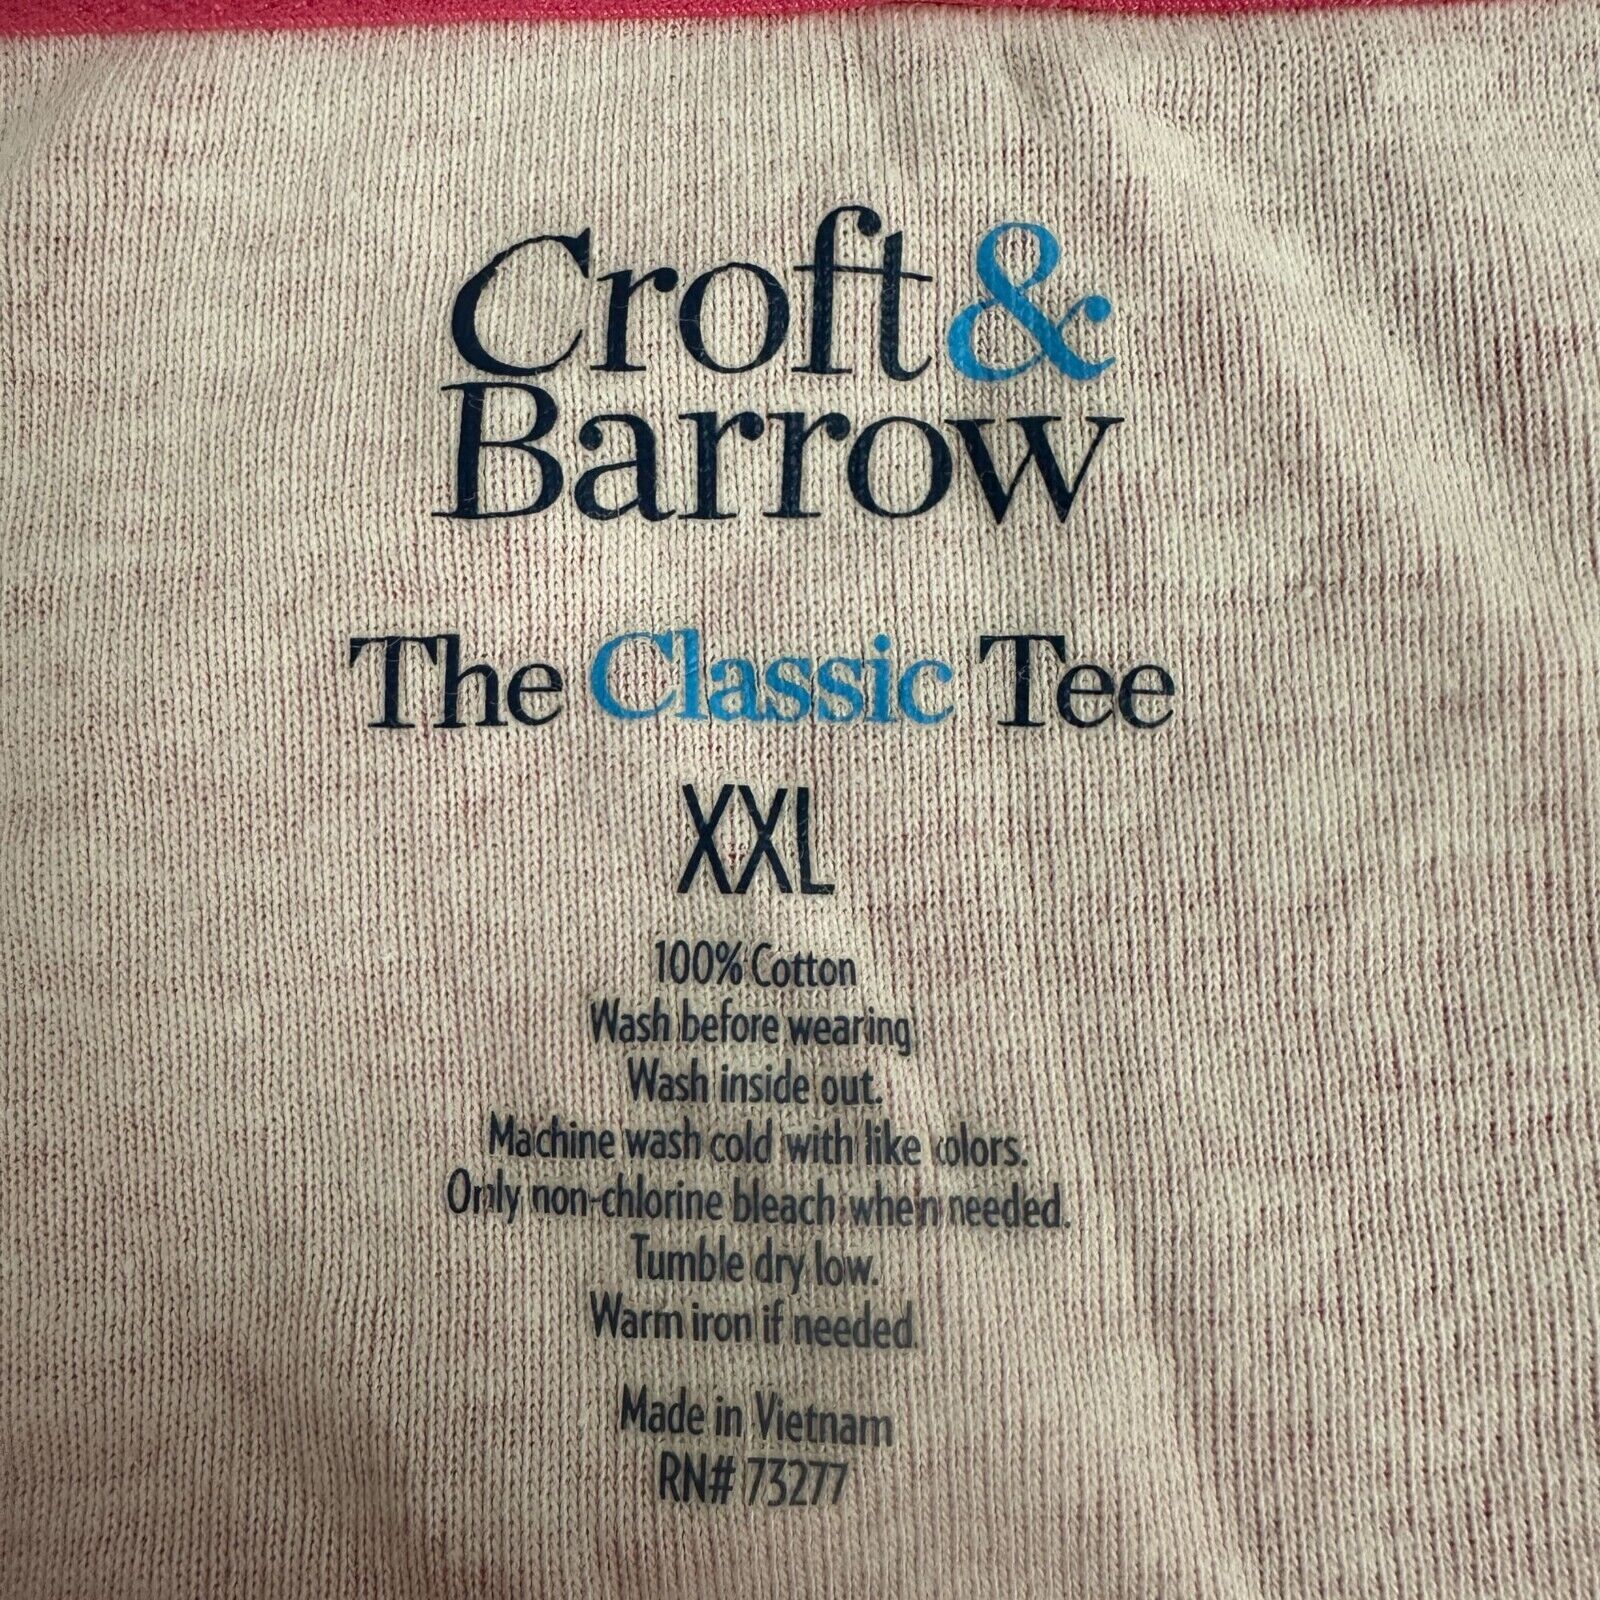 Croft &
Barrow
The Classic Tee
XXL
100% Cotton
Wash before wearing
Wash inside out.
Machine wash cold with like colors.
Only non-chlorine bleach when needed.
Tumble dry low.
Warm iron if needed.
Made in Vietnam
RN# 73277